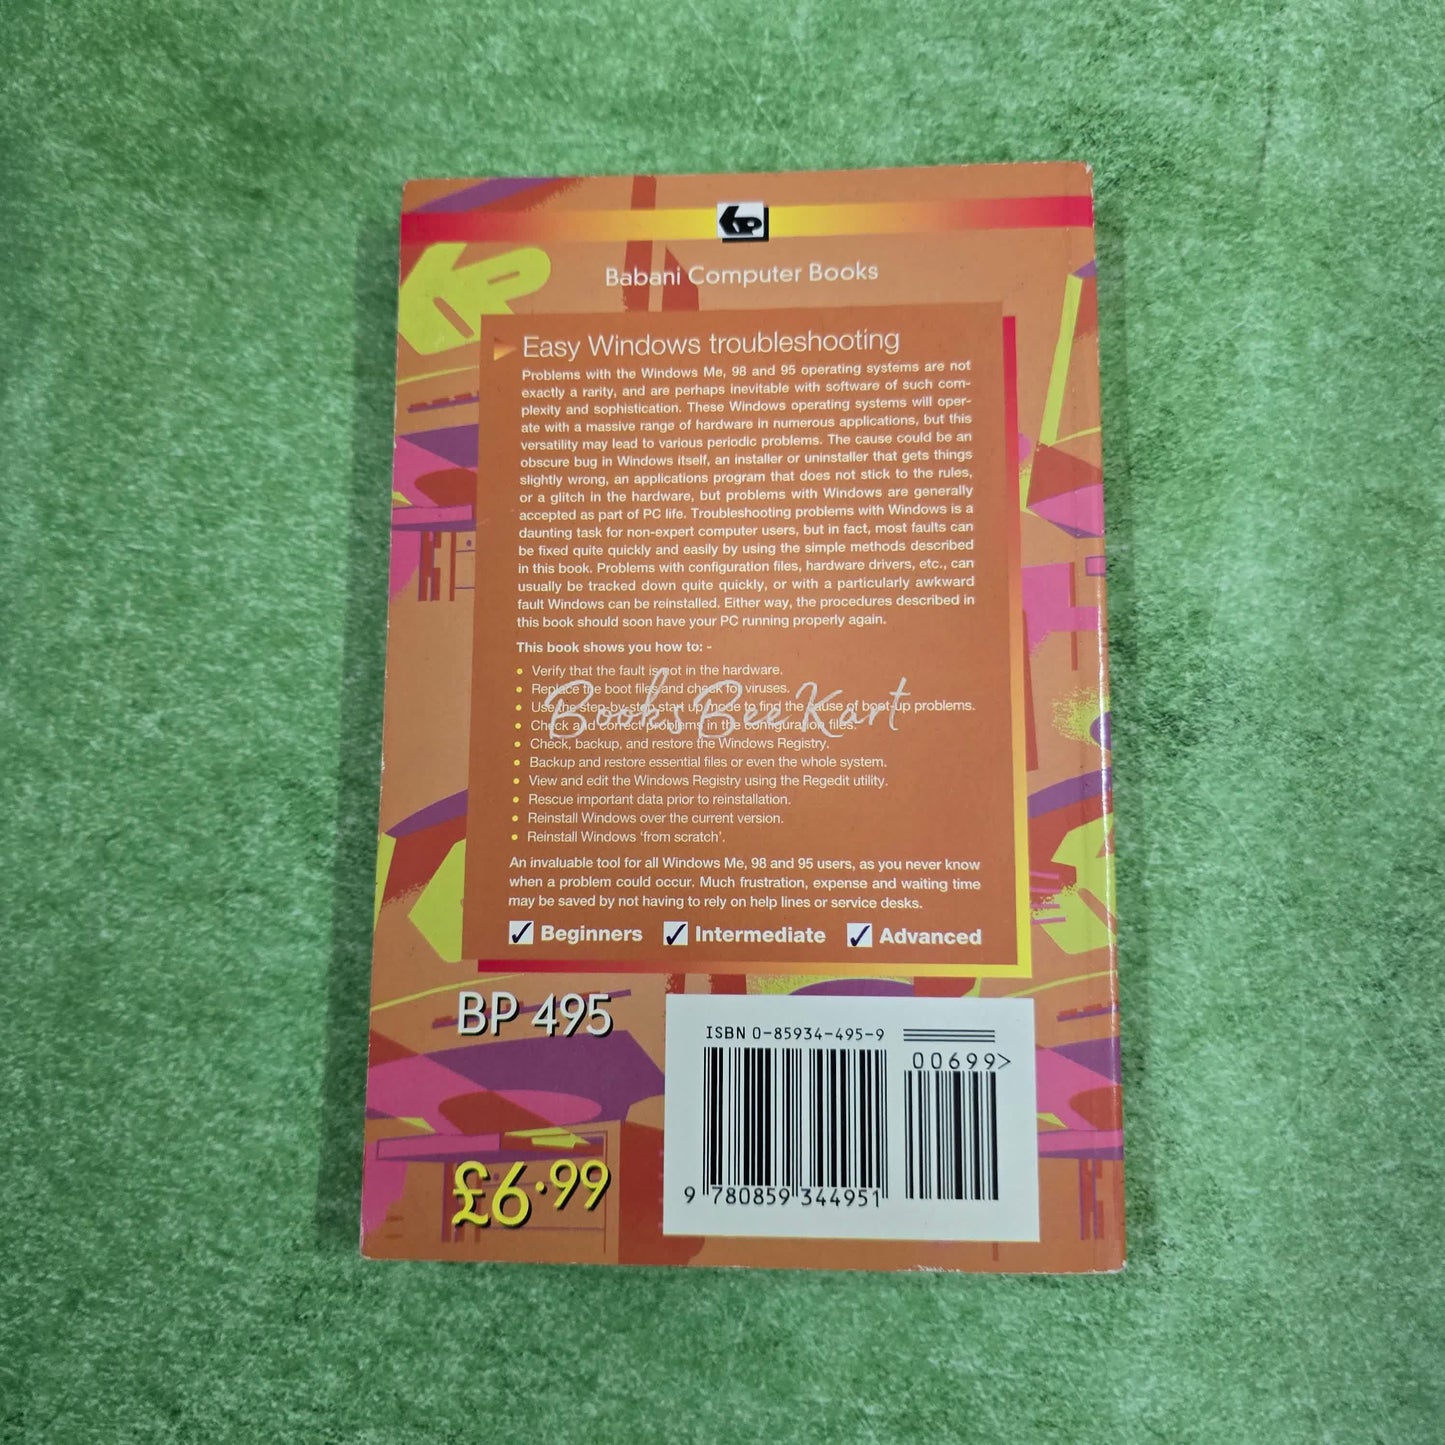 Babani Computer Books
Easy Windows troubleshooting
Problems with the Windows Me, 98 and 95 operating systems are not
exactly a rarity, and are perhaps inevitable with software of such com-
plexity and sophistication. These Windows operating systems will oper-
ate with a massive range of hardware in numerous applications, but this
versatility may lead to various periodic problems. The cause could be an
obscure bug in Windows itself, an installer or uninstaller that gets things
slightly wrong, an applications program that does not stick to the rules,
or a glitch in the hardware, but problems with Windows are generally
accepted as part of PC life. Troubleshooting problems with Windows is a
daunting task for non-expert computer users, but in fact, most faults can
be fixed quite quickly and easily by using the simple methods described
in this book. Problems with configuration files, hardware drivers, etc., can
usually be tracked down quite quickly, or with a particularly awkward
fault Windows can be reinstalled. Either way, the procedures described in
this book should soon have your PC running properly again.
This book shows you how to: -
• Verify that the fault is not in the hardware.
• Replace the boot files and check for viruses.
• Use the step-by-step start up mode to find the cause of boot-up problems.
• Check and correct problems in the configuration files.
• Check, backup, and restore the Windows Registry.
• Backup and restore essential files or even the whole system.
• View and edit the Windows Registry using the Regedit utility.
• Rescue important data prior to reinstallation.
• Reinstall Windows over the current version.
• Reinstall Windows ‘from scratch’.
BooksBeeKart
An invaluable tool for all Windows Me, 98 and 95 users, as you never know
when a problem could occur. Much frustration, expense and waiting time
may be saved by not having to rely on help lines or service desks.
✓ Beginners ✓ Intermediate ✓ Advanced
BP 495
£6.99
ISBN 0-85934-495-9
00699>
9 780859 344951